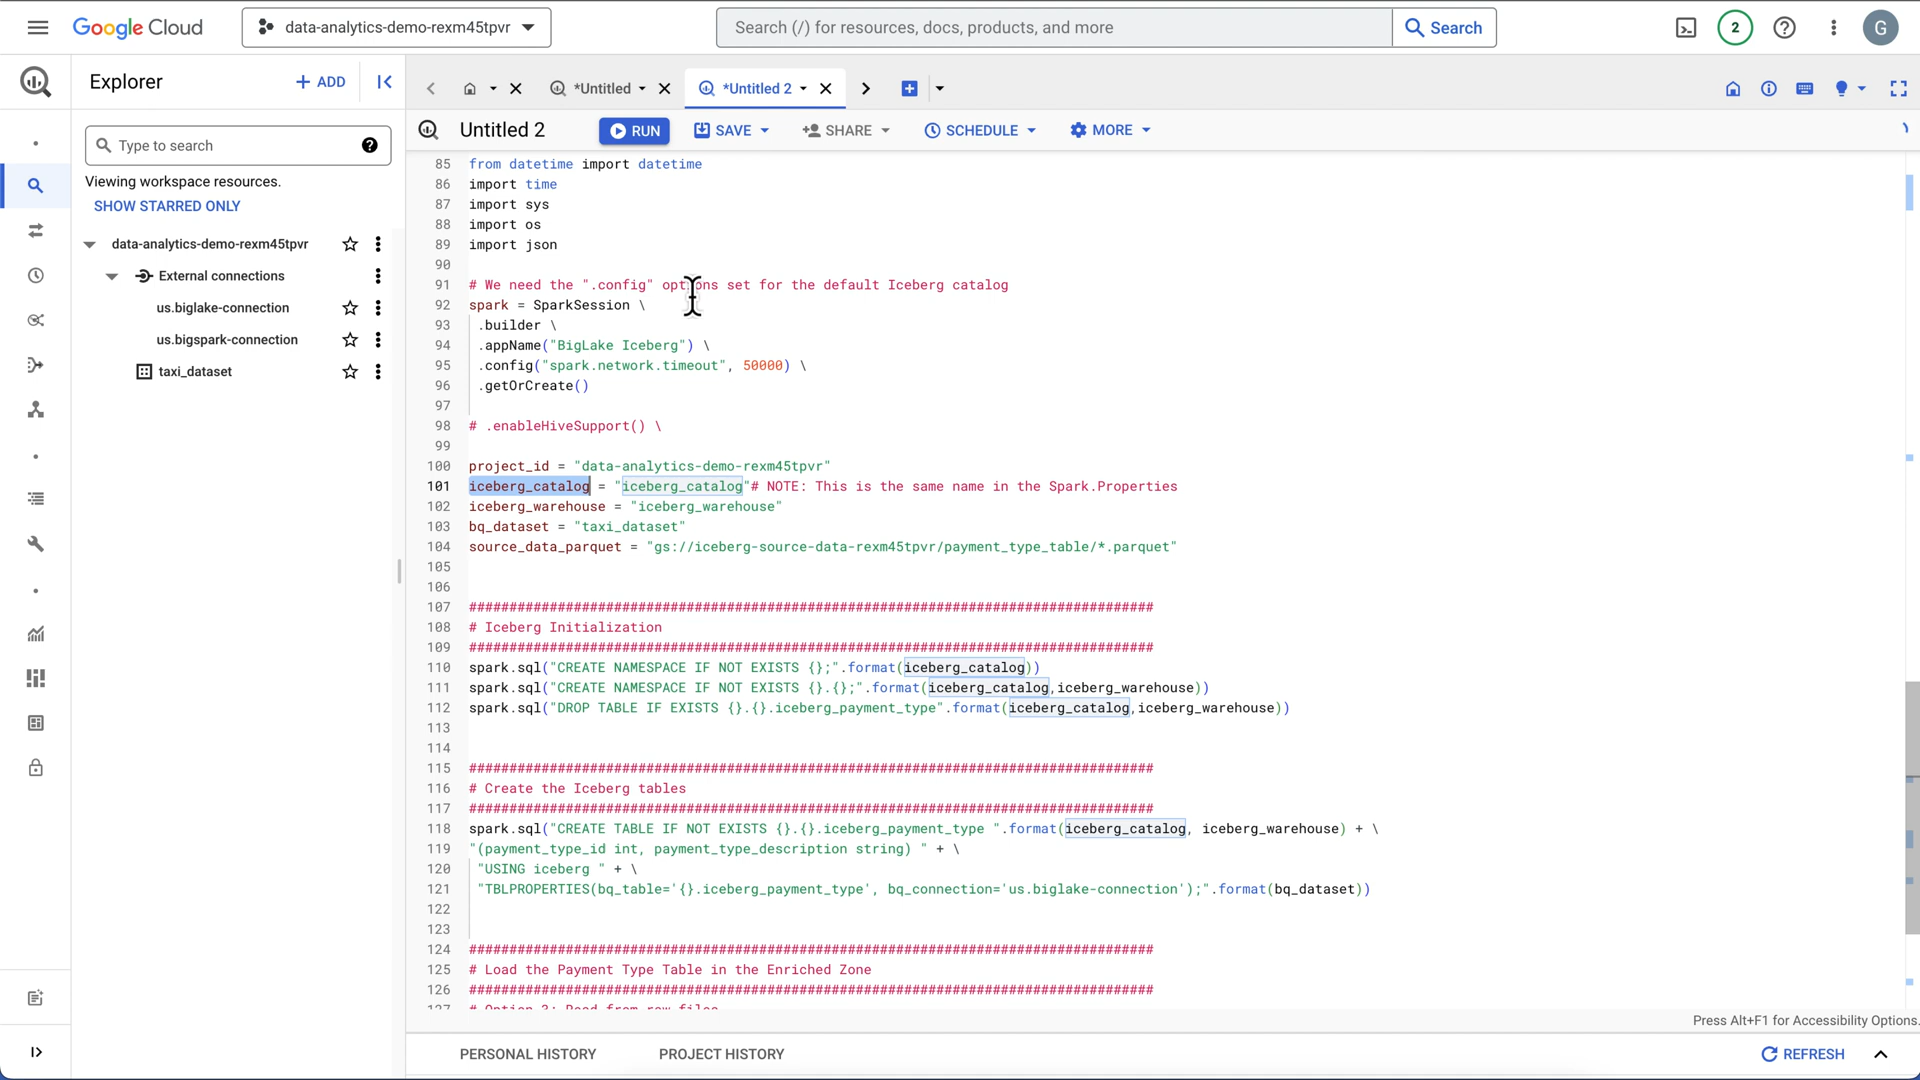 Google Cloud
data-analytics-demo-rexm45tpvr
Search (/) for resources, docs, products, and more
Search
2
G
Explorer
+ ADD
Type to search
Viewing workspace resources.
SHOW STARRED ONLY
data-analytics-demo-rexm45tpvr
External connections
us.biglake-connection
us.bigspark-connection
taxi_dataset
*Untitled
*Untitled 2
Untitled 2
RUN
SAVE
SHARE
SCHEDULE
MORE
85 from datetime import datetime
86 import time
87 import sys
88 import os
89 import json
90
91 # We need the ".config" options set for the default Iceberg catalog
92 spark = SparkSession \
93 .builder \
94 .appName("BigLake Iceberg") \
95 .config("spark.network.timeout", 50000) \
96 .getOrCreate()
97
98 # .enableHiveSupport() \
99
100 project_id = "data-analytics-demo-rexm45tpvr"
101 iceberg_catalog = "iceberg_catalog"# NOTE: This is the same name in the Spark.Properties
102 iceberg_warehouse = "iceberg_warehouse"
103 bq_dataset = "taxi_dataset"
104 source_data_parquet = "gs://iceberg-source-data-rexm45tpvr/payment_type_table/*.parquet"
105
106
107 #####################################################################################
108 # Iceberg Initialization
109 #####################################################################################
110 spark.sql("CREATE NAMESPACE IF NOT EXISTS {};".format(iceberg_catalog))
111 spark.sql("CREATE NAMESPACE IF NOT EXISTS {}.{};".format(iceberg_catalog,iceberg_warehouse))
112 spark.sql("DROP TABLE IF EXISTS {}.{}.iceberg_payment_type".format(iceberg_catalog,iceberg_warehouse))
113
114
115 #####################################################################################
116 # Create the Iceberg tables
117 #####################################################################################
118 spark.sql("CREATE TABLE IF NOT EXISTS {}.{}.iceberg_payment_type ".format(iceberg_catalog, iceberg_warehouse) + \
119 "(payment_type_id int, payment_type_description string) " + \
120 "USING iceberg " + \
121 "TBLPROPERTIES(bq_table='{}.iceberg_payment_type', bq_connection='us.biglake-connection');".format(bq_dataset))
122
123
124 #####################################################################################
125 # Load the Payment Type Table in the Enriched Zone
126 #####################################################################################
Press Alt+F1 for Accessibility Options.
PERSONAL HISTORY
PROJECT HISTORY
REFRESH